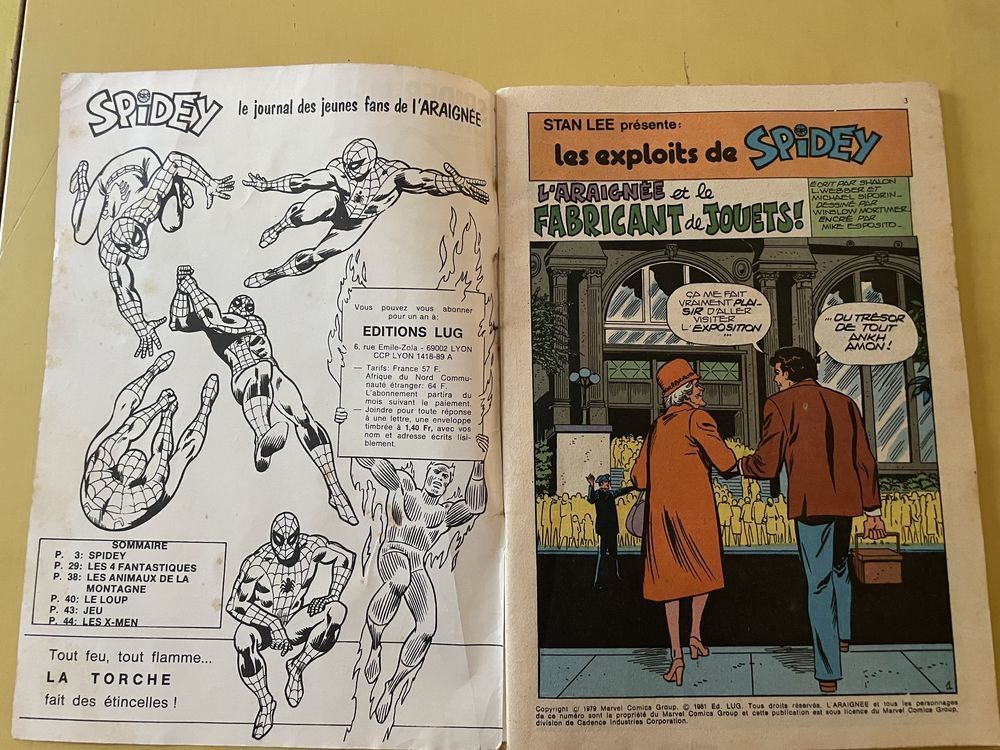 SPiDEY
le journal des jeunes fans de l'ARAIGNÉE
Vous pouvez vous abonner
pour un an à:
EDITIONS LUG
6, rue Emile-Zola - 69002 LYON
CCP LYON 1418-89 A
— Tarifs: France 57 F.
Afrique du Nord Commu-
nauté étranger: 64 F.
L'abonnement partira du
mois suivant le paiement.
— Joindre pour toute réponse
à une lettre, une enveloppe
timbrée à 1,40 Fr, avec vos
nom et adresse écrits lisi-
blement.
SOMMAIRE
P. 3: SPIDEY
P. 29: LES 4 FANTASTIQUES
P. 38: LES ANIMAUX DE LA
MONTAGNE
P. 40: LE LOUP
P. 43: JEU
P. 44: LES X-MEN
Tout feu, tout flamme...
LA TORCHE
fait des étincelles !
3
STAN LEE présente:
les exploits de SPiDEY
L'ARAIGNÉE et le
FABRICANT de JOUETS!
ÉCRIT PAR SHALON
L.WEBBER ET
MICHAEL SIPORIN_
DESSINÉ PAR
WINSLOW MORTIMER_
ENCRÉ PAR
MIKE ESPOSITO_
ÇA ME FAIT
VRAIMENT PLAI-
SIR D'ALLER
VISITER
L'EXPOSITION
...
...DU TRÉSOR
DE TOUT
ANKH
AMON!
1
Copyright © 1979 Marvel Comics Group. © 1981 Ed. LUG. Tous droits réservés. L'ARAIGNEE et tous les personnages
de ce numéro sont la propriété du Marvel Comics Group et cette publication est sous licence du Marvel Comics Group,
division de Cadence Industries Corporation.